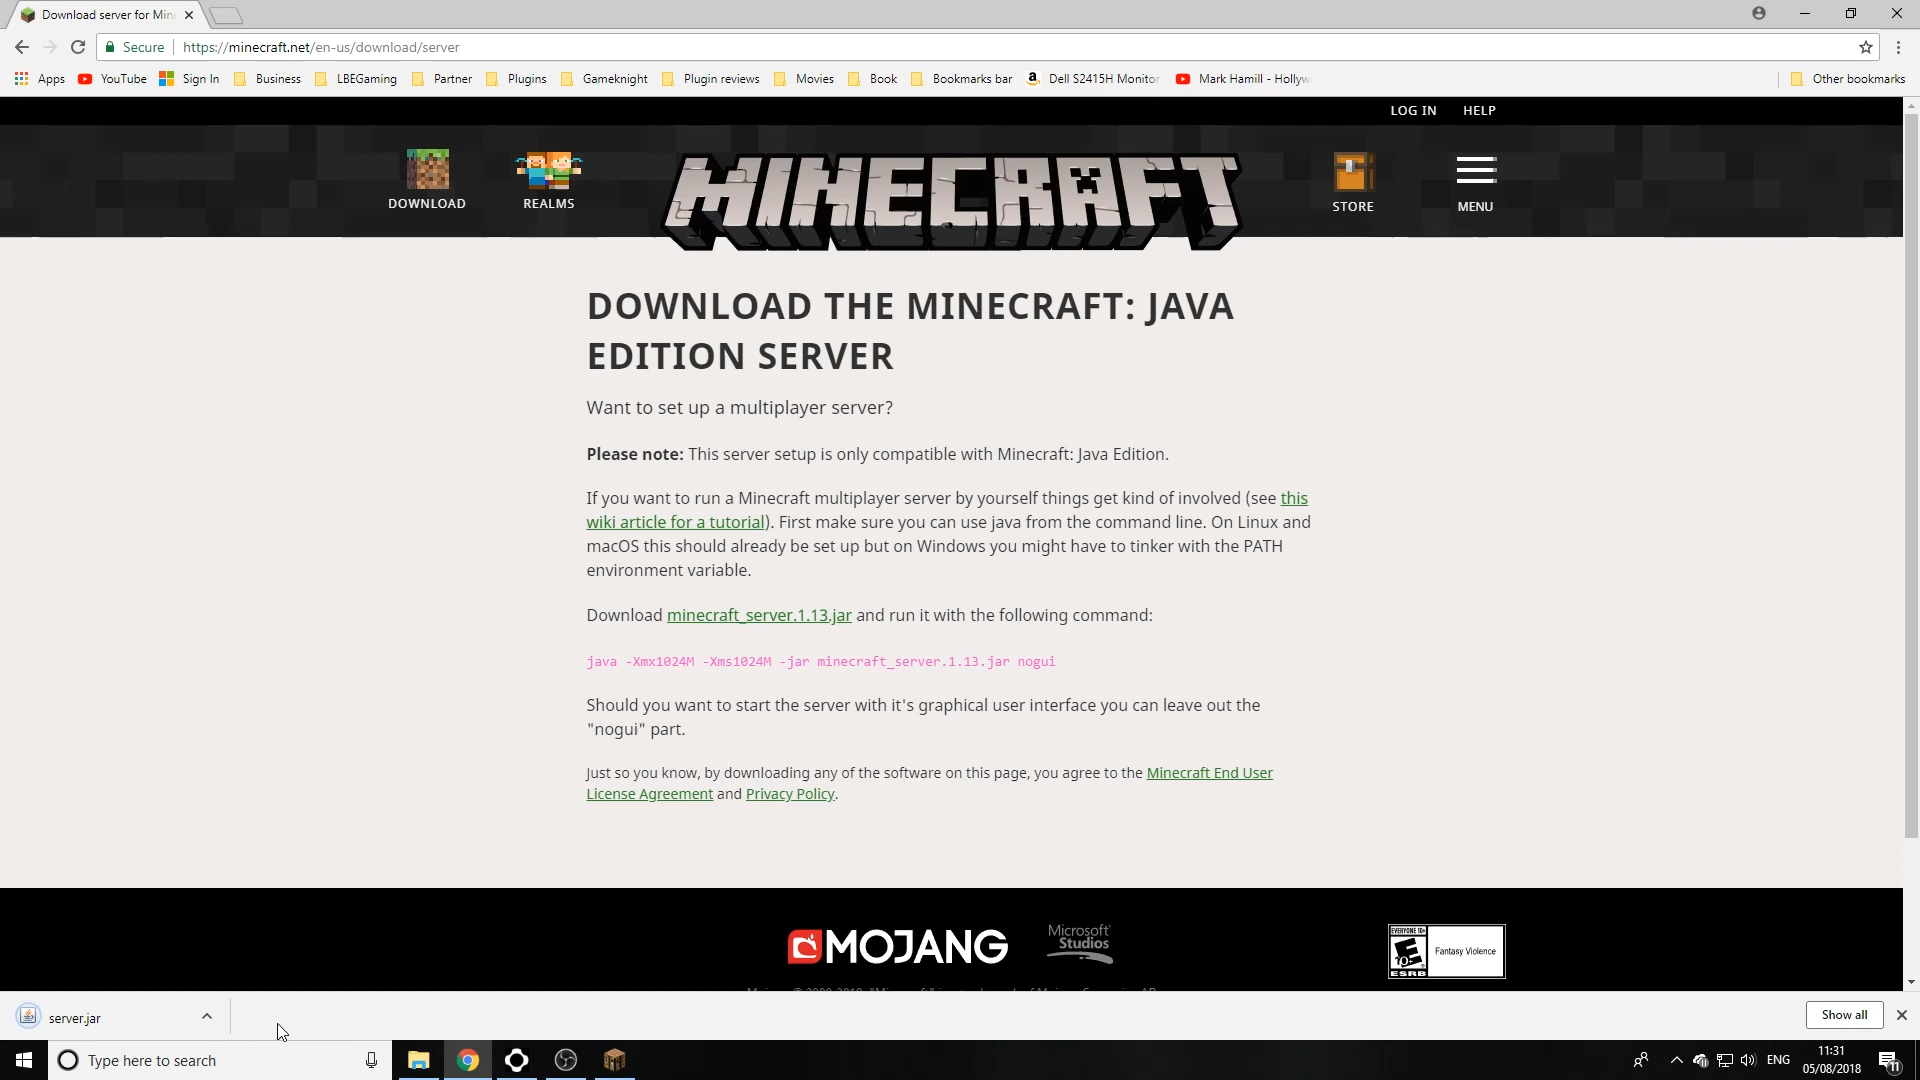 Download server for Min
Secure
https://minecraft.net/en-us/download/server
Apps
YouTube
Sign In
Business
LBEGaming
Partner
Plugins
Gameknight
Plugin reviews
Movies
Book
Bookmarks bar
Dell S2415H Monitor
Mark Hamill - Hollyw
Other bookmarks
LOG IN
HELP
DOWNLOAD
REALMS
MINECRAFT
STORE
MENU
DOWNLOAD THE MINECRAFT: JAVA
EDITION SERVER
Want to set up a multiplayer server?
Please note: This server setup is only compatible with Minecraft: Java Edition.
If you want to run a Minecraft multiplayer server by yourself things get kind of involved (see this
wiki article for a tutorial). First make sure you can use java from the command line. On Linux and
macOS this should already be set up but on Windows you might have to tinker with the PATH
environment variable.
Download minecraft_server.1.13.jar and run it with the following command:
java -Xmx1024M -Xms1024M -jar minecraft_server.1.13.jar nogui
Should you want to start the server with it's graphical user interface you can leave out the
"nogui" part.
Just so you know, by downloading any of the software on this page, you agree to the Minecraft End User
License Agreement and Privacy Policy.
MOJANG
Microsoft
Studios
EVERYONE 10+
E
10+
ESRB
Fantasy Violence
server.jar
Show all
Type here to search
ENG
11:31
05/08/2018
11